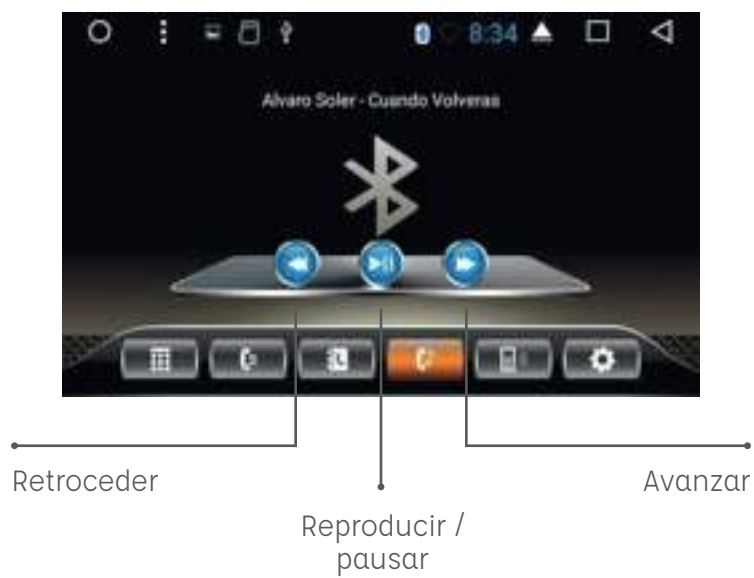 8:34
Alvaro Soler - Cuando Volveras
Retroceder
Avanzar
Reproducir /
pausar